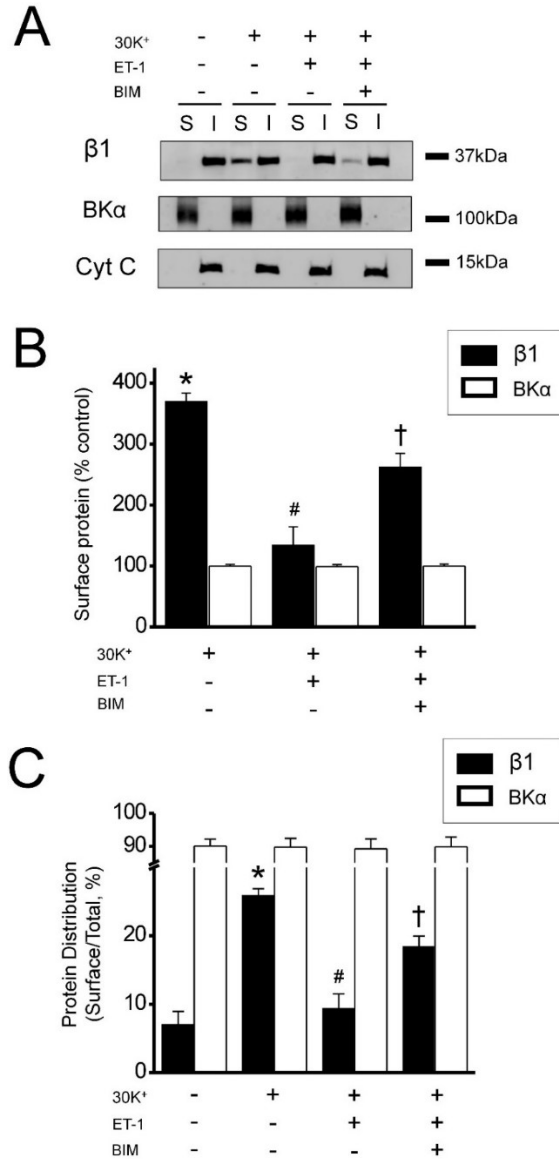 A
30K⁺ - + + +
ET-1 - - + +
BIM - - - +
S I S I S I S I
β1 37kDa
BKα 100kDa
Cyt C 15kDa
B
β1
BKα
Surface protein (% control)
400
300
200
100
0
*
#
†
30K⁺ + + +
ET-1 - + +
BIM - - +
C
β1
BKα
Protein Distribution
(Surface/Total, %)
100
90
20
10
0
*
#
†
30K⁺ - + + +
ET-1 - - + +
BIM - - - +